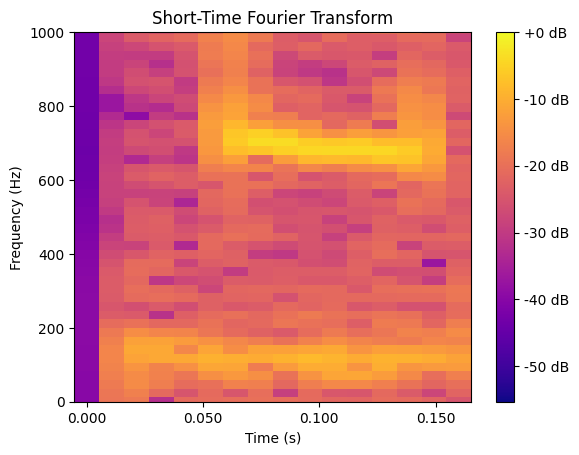 Short-Time Fourier Transform
1000
800
600
400
200
0
Frequency (Hz)
0.000
0.050
0.100
0.150
Time (s)
+0 dB
-10 dB
-20 dB
-30 dB
-40 dB
-50 dB